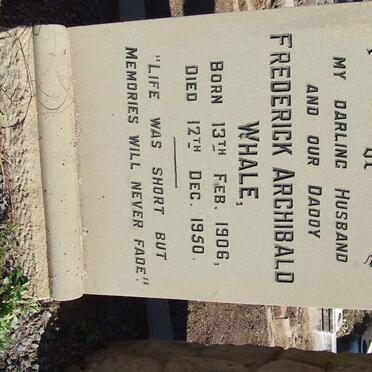 MY DARLING HUSBAND
AND OUR DADDY
FREDERICK ARCHIBALD
WHALE,
BORN 13TH FEB. 1906,
DIED 12TH DEC. 1950.
"LIFE WAS SHORT BUT
MEMORIES WILL NEVER FADE."